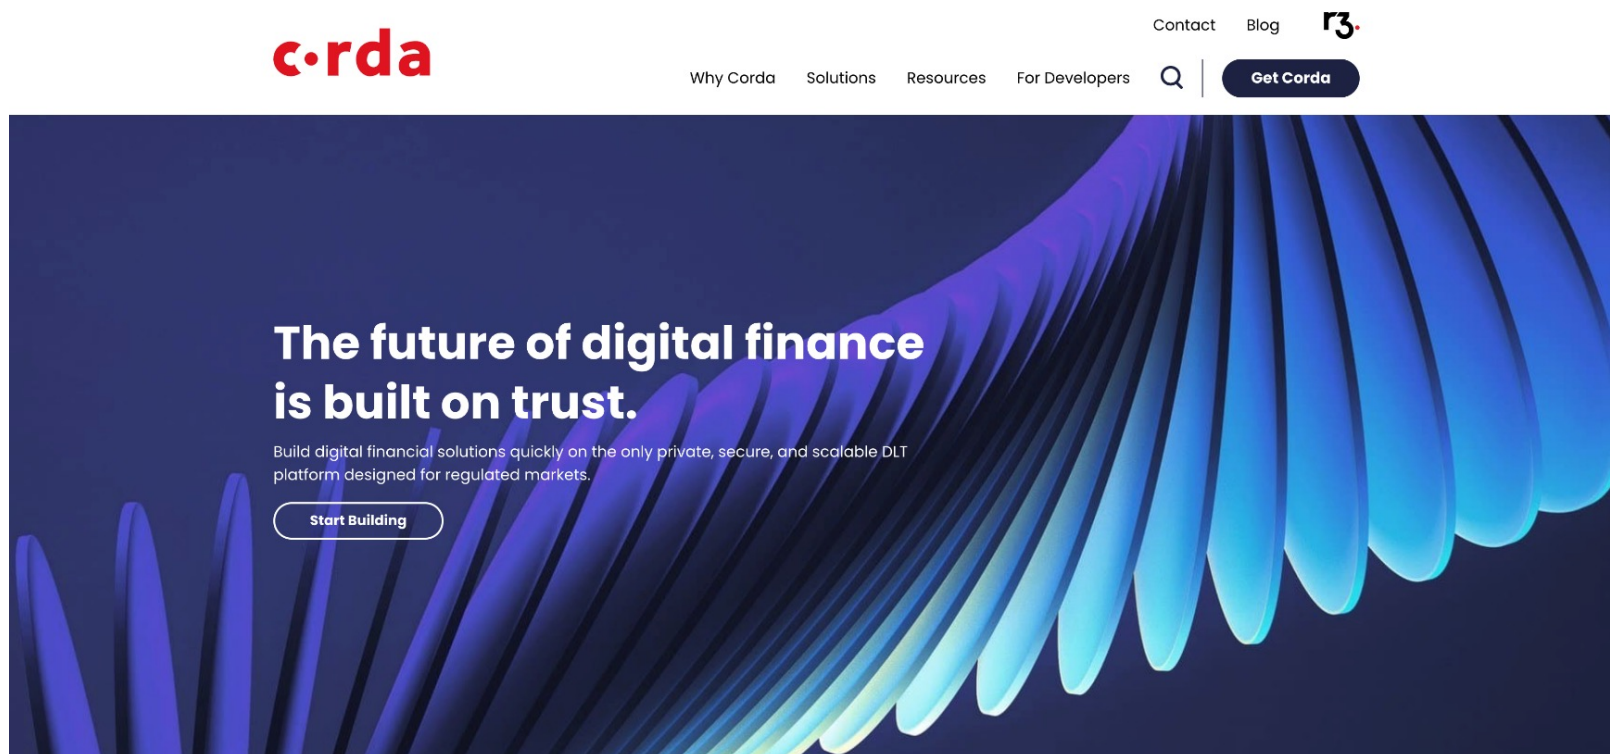 Contact Blog r3.
corda
Why Corda Solutions Resources For Developers Get Corda
The future of digital finance
is built on trust.
Build digital financial solutions quickly on the only private, secure, and scalable DLT
platform designed for regulated markets.
Start Building